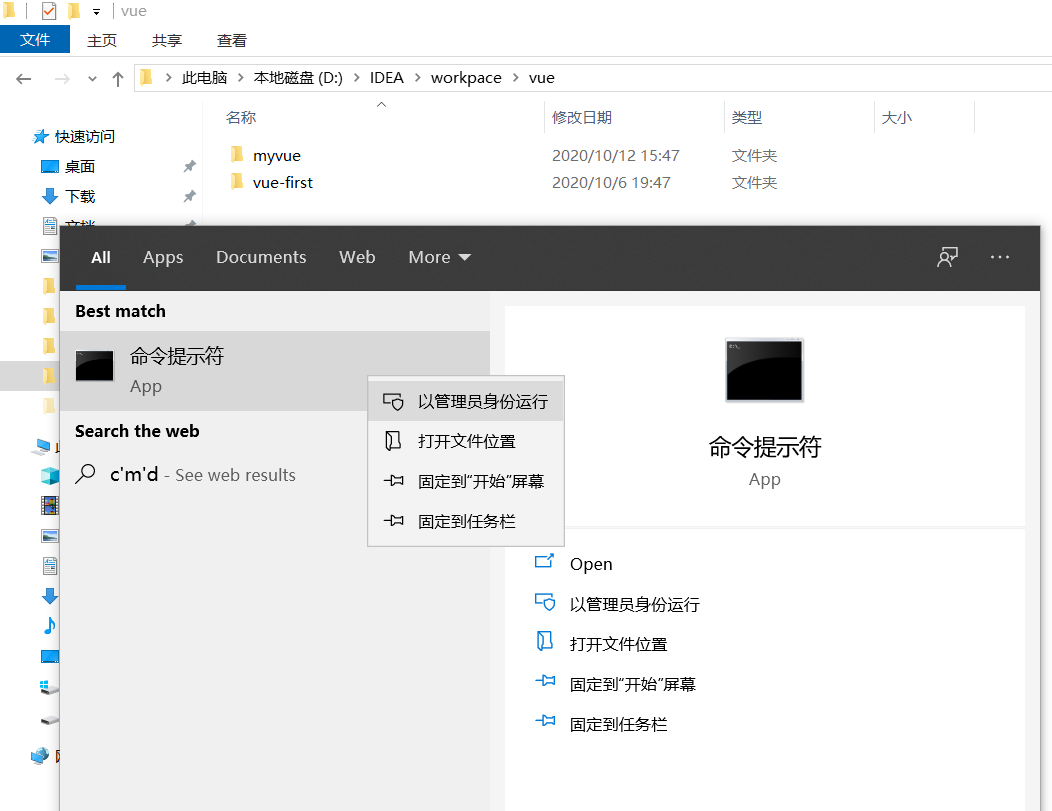 vue
文件 主页 共享 查看
此电脑 > 本地磁盘 (D:) > IDEA > workpace > vue
名称 修改日期 类型 大小
快速访问
桌面
下载
文档
myvue 2020/10/12 15:47 文件夹
vue-first 2020/10/6 19:47 文件夹
All Apps Documents Web More
Best match
命令提示符
App
Search the web
c'm'd - See web results
以管理员身份运行
打开文件位置
固定到"开始"屏幕
固定到任务栏
命令提示符
App
Open
以管理员身份运行
打开文件位置
固定到"开始"屏幕
固定到任务栏